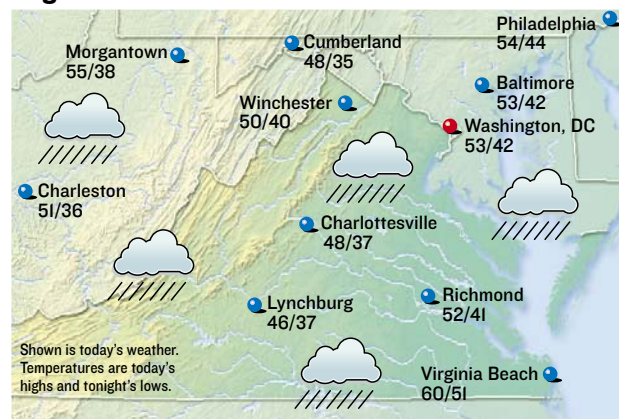 Philadelphia
54/44
Morgantown
55/38
Cumberland
48/35
Baltimore
53/42
Winchester
50/40
Washington, DC
53/42
Charleston
51/36
Charlottesville
48/37
Lynchburg
46/37
Richmond
52/41
Shown is today's weather.
Temperatures are today's
highs and tonight's lows.
Virginia Beach
60/51